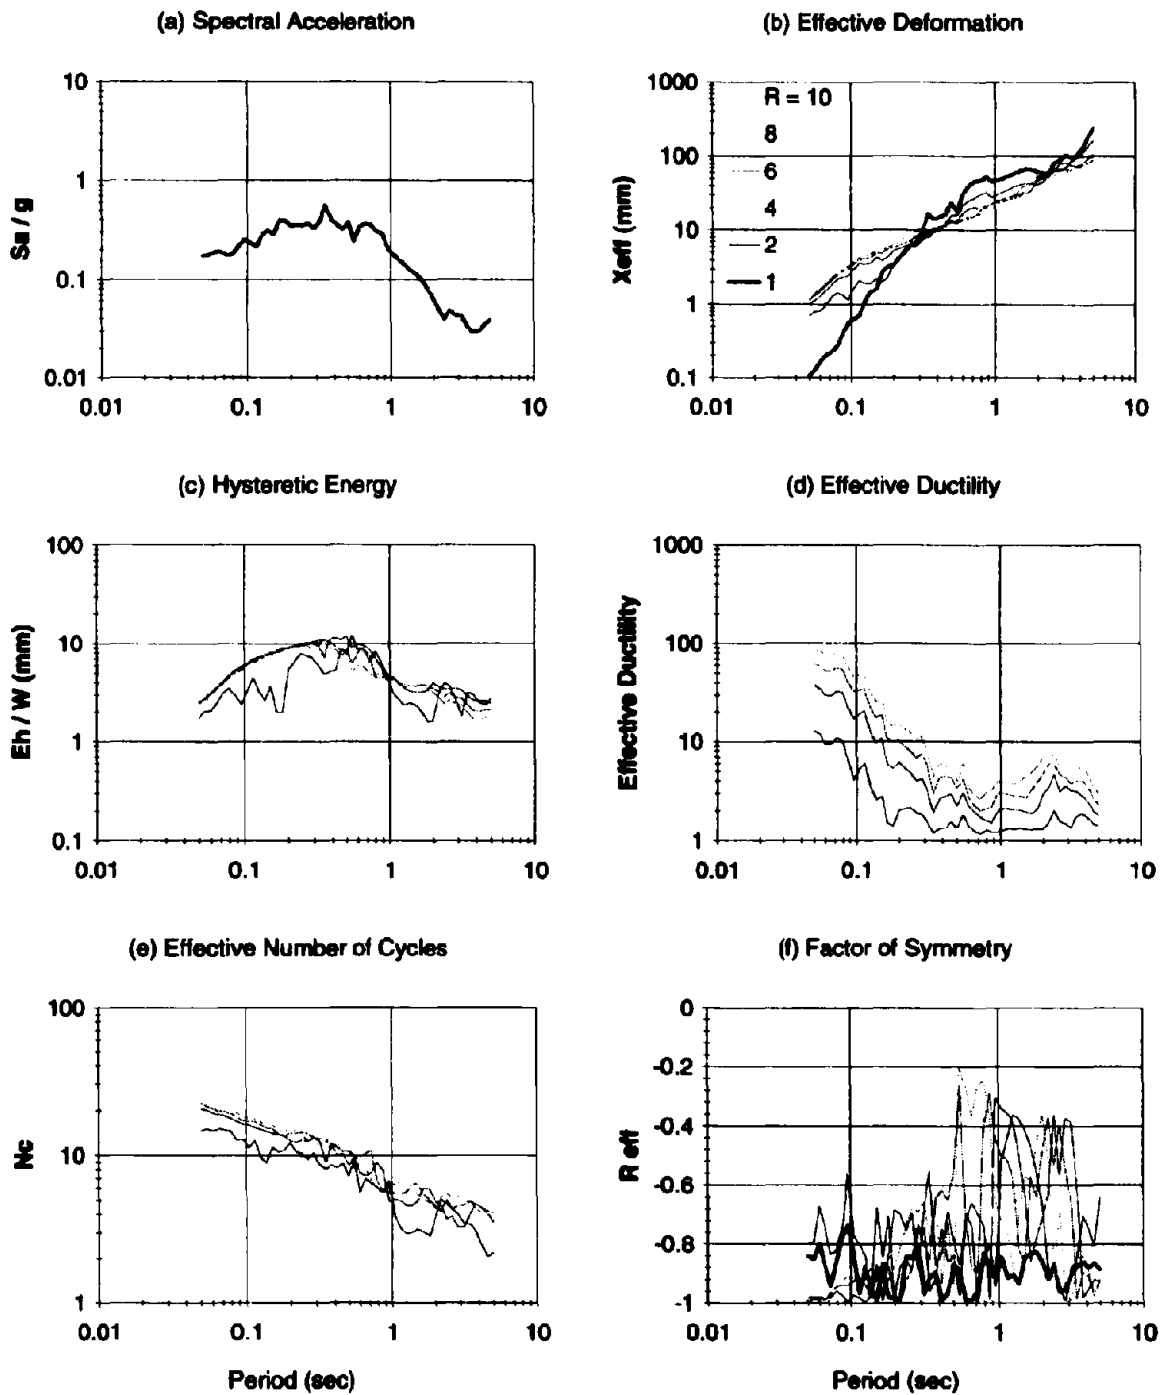 (a) Spectral Acceleration
(b) Effective Deformation
10
1
0.1
0.01
Sa / g
0.01 0.1 1 10
1000
100
10
1
0.1
Xeff (mm)
R = 10
8
6
4
2
1
0.01 0.1 1 10
(c) Hysteretic Energy
(d) Effective Ductility
100
10
1
0.1
Eh / W (mm)
0.01 0.1 1 10
1000
100
10
1
Effective Ductility
0.01 0.1 1 10
(e) Effective Number of Cycles
(f) Factor of Symmetry
100
10
1
Nc
0.01 0.1 1 10
Period (sec)
0
-0.2
-0.4
-0.6
-0.8
-1
R eff
0.01 0.1 1 10
Period (sec)